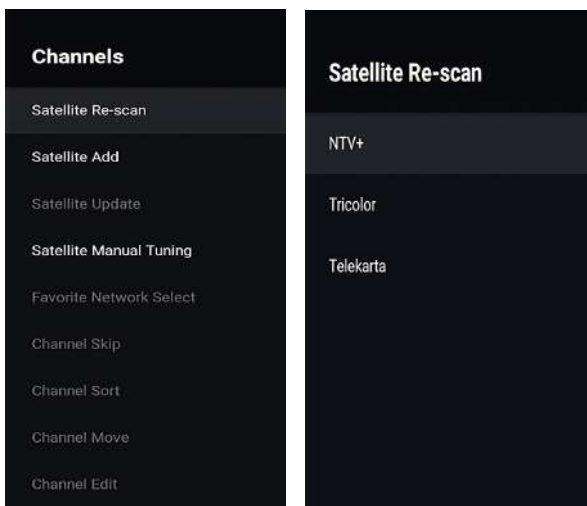 Channels
Satellite Re-scan
Satellite Add
Satellite Update
Satellite Manual Tuning
Favorite Network Select
Channel Skip
Channel Sort
Channel Move
Channel Edit
Satellite Re-scan
NTV+
Tricolor
Telekarta